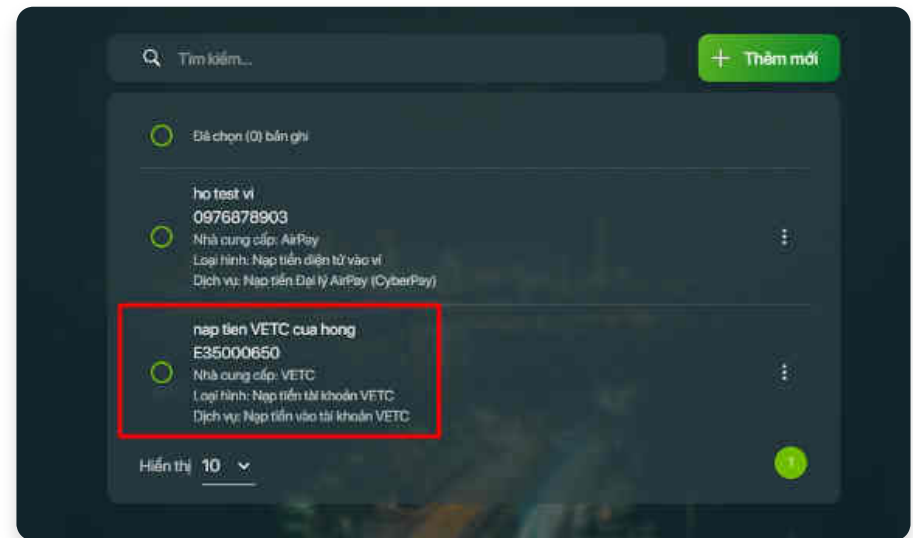 Tìm kiếm...
+ Thêm mới
Đã chọn (0) bản ghi
ho test vi
0976878903
Nhà cung cấp: AirPay
Loại hình: Nạp tiền điện tử vào ví
Dịch vụ: Nạp tiền Đại lý AirPay (CyberPay)
nap tien VETC cua hong
E35000650
Nhà cung cấp: VETC
Loại hình: Nạp tiền tài khoản VETC
Dịch vụ: Nạp tiền vào tài khoản VETC
Hiển thị 10
1